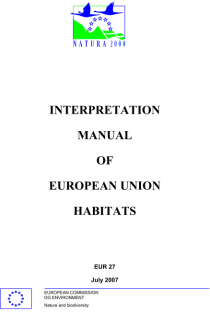 NATURA 2000
INTERPRETATION
MANUAL
OF
EUROPEAN UNION
HABITATS
EUR 27
July 2007
EUROPEAN COMMISSION
DG ENVIRONMENT
Nature and biodiversity